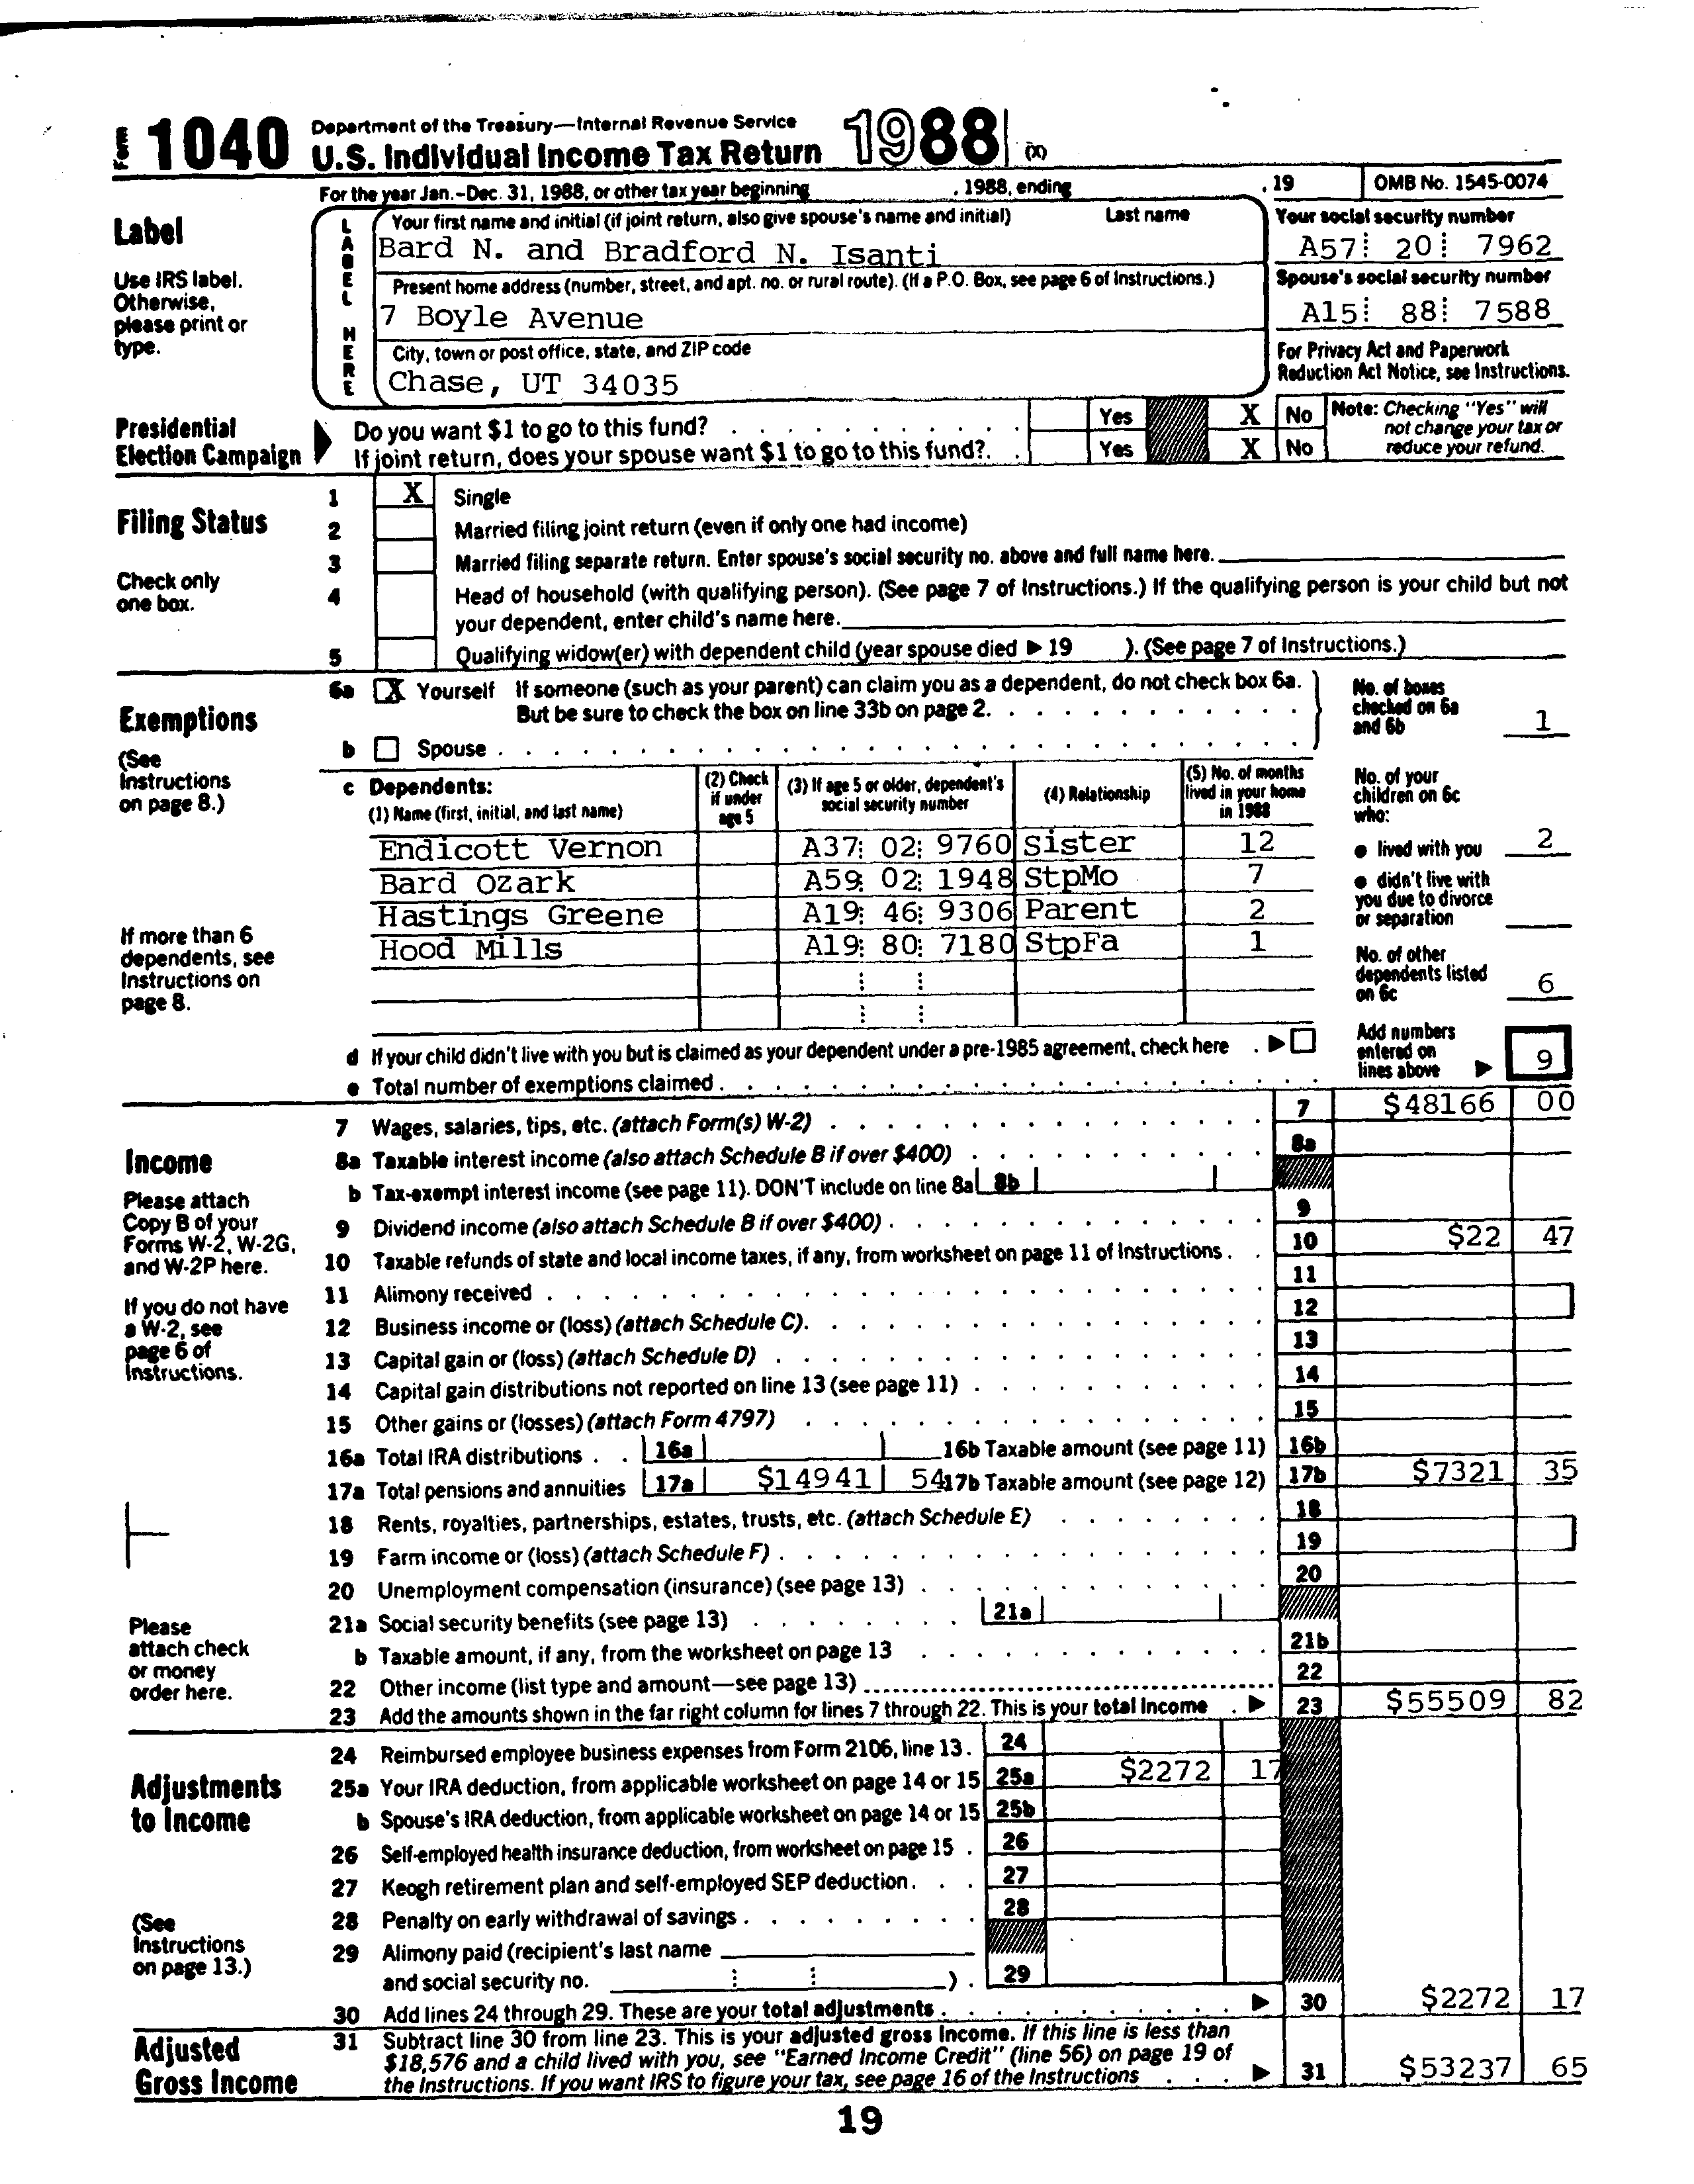 Form 1040 Department of the Treasury—Internal Revenue Service
U.S. Individual Income Tax Return 1988 (X)
For the year Jan.-Dec. 31, 1988, or other tax year beginning , 1988, ending , 19 OMB No. 1545-0074
Label
Use IRS label.
Otherwise,
please print or
type.
LABEL HERE
Your first name and initial (if joint return, also give spouse's name and initial) Last name
Bard N. and Bradford N. Isanti
Your social security number
A57 20 7962
Present home address (number, street, and apt. no. or rural route). (If a P.O. Box, see page 6 of Instructions.)
7 Boyle Avenue
Spouse's social security number
A15 88 7588
City, town or post office, state, and ZIP code
Chase, UT 34035
For Privacy Act and Paperwork
Reduction Act Notice, see Instructions.
Presidential
Election Campaign
Do you want $1 to go to this fund? Yes X No
If joint return, does your spouse want $1 to go to this fund?. Yes X No
Note: Checking "Yes" will
not change your tax or
reduce your refund.
Filing Status
Check only
one box.
1 X Single
2 Married filing joint return (even if only one had income)
3 Married filing separate return. Enter spouse's social security no. above and full name here.
4 Head of household (with qualifying person). (See page 7 of Instructions.) If the qualifying person is your child but not
your dependent, enter child's name here.
5 Qualifying widow(er) with dependent child (year spouse died ▶ 19 ). (See page 7 of Instructions.)
Exemptions
(See
Instructions
on page 8.)
If more than 6
dependents, see
Instructions on
page 8.
6a X Yourself If someone (such as your parent) can claim you as a dependent, do not check box 6a.
But be sure to check the box on line 33b on page 2.
b Spouse
No. of boxes
checked on 6a
and 6b 1
c Dependents:
(1) Name (first, initial, and last name)
(2) Check
if under
age 5
(3) If age 5 or older, dependent's
social security number
(4) Relationship
(5) No. of months
lived in your home
in 1988
Endicott Vernon A37 02 9760 Sister 12
Bard Ozark A59 02 1948 StpMo 7
Hastings Greene A19 46 9306 Parent 2
Hood Mills A19 80 7180 StpFa 1
No. of your
children on 6c
who:
● lived with you 2
● didn't live with
you due to divorce
or separation
No. of other
dependents listed
on 6c 6
d If your child didn't live with you but is claimed as your dependent under a pre-1985 agreement, check here . ▶
e Total number of exemptions claimed
Add numbers
entered on
lines above ▶ 9
Income
Please attach
Copy B of your
Forms W-2, W-2G,
and W-2P here.
If you do not have
a W-2, see
page 6 of
Instructions.
Please
attach check
or money
order here.
7 Wages, salaries, tips, etc. (attach Form(s) W-2) 7 $48166 00
8a Taxable interest income (also attach Schedule B if over $400) 8a
b Tax-exempt interest income (see page 11). DON'T include on line 8a 8b
9 Dividend income (also attach Schedule B if over $400) 9
10 Taxable refunds of state and local income taxes, if any, from worksheet on page 11 of Instructions 10 $22 47
11 Alimony received 11
12 Business income or (loss) (attach Schedule C). 12
13 Capital gain or (loss) (attach Schedule D) 13
14 Capital gain distributions not reported on line 13 (see page 11) 14
15 Other gains or (losses) (attach Form 4797) 15
16a Total IRA distributions 16a 16b Taxable amount (see page 11) 16b
17a Total pensions and annuities 17a $14941 54 17b Taxable amount (see page 12) 17b $7321 35
18 Rents, royalties, partnerships, estates, trusts, etc. (attach Schedule E) 18
19 Farm income or (loss) (attach Schedule F) 19
20 Unemployment compensation (insurance) (see page 13) 20
21a Social security benefits (see page 13) 21a
b Taxable amount, if any, from the worksheet on page 13 21b
22 Other income (list type and amount—see page 13) 22
23 Add the amounts shown in the far right column for lines 7 through 22. This is your total income . ▶ 23 $55509 82
Adjustments
to Income
(See
Instructions
on page 13.)
24 Reimbursed employee business expenses from Form 2106, line 13. 24
25a Your IRA deduction, from applicable worksheet on page 14 or 15 25a $2272 17
b Spouse's IRA deduction, from applicable worksheet on page 14 or 15 25b
26 Self-employed health insurance deduction, from worksheet on page 15 . 26
27 Keogh retirement plan and self-employed SEP deduction. 27
28 Penalty on early withdrawal of savings 28
29 Alimony paid (recipient's last name
and social security no. ) . 29
30 Add lines 24 through 29. These are your total adjustments ▶ 30 $2272 17
Adjusted
Gross Income
31 Subtract line 30 from line 23. This is your adjusted gross income. If this line is less than
$18,576 and a child lived with you, see "Earned Income Credit" (line 56) on page 19 of
the Instructions. If you want IRS to figure your tax, see page 16 of the Instructions ▶ 31 $53237 65
19